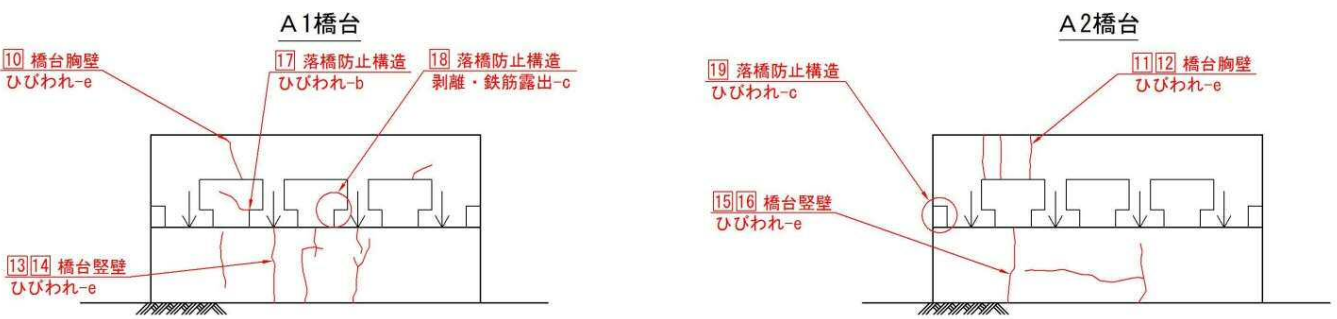 A1橋台
10 橋台胸壁
ひびわれ-e
17 落橋防止構造
ひびわれ-b
18 落橋防止構造
剥離・鉄筋露出-c
13 14 橋台竪壁
ひびわれ-e
A2橋台
19 落橋防止構造
ひびわれ-c
11 12 橋台胸壁
ひびわれ-e
15 16 橋台竪壁
ひびわれ-e